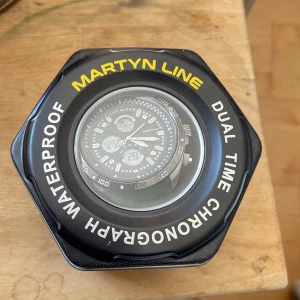 MARTYN LINE
DUAL TIME CHRONOGRAPH WATERPROOF